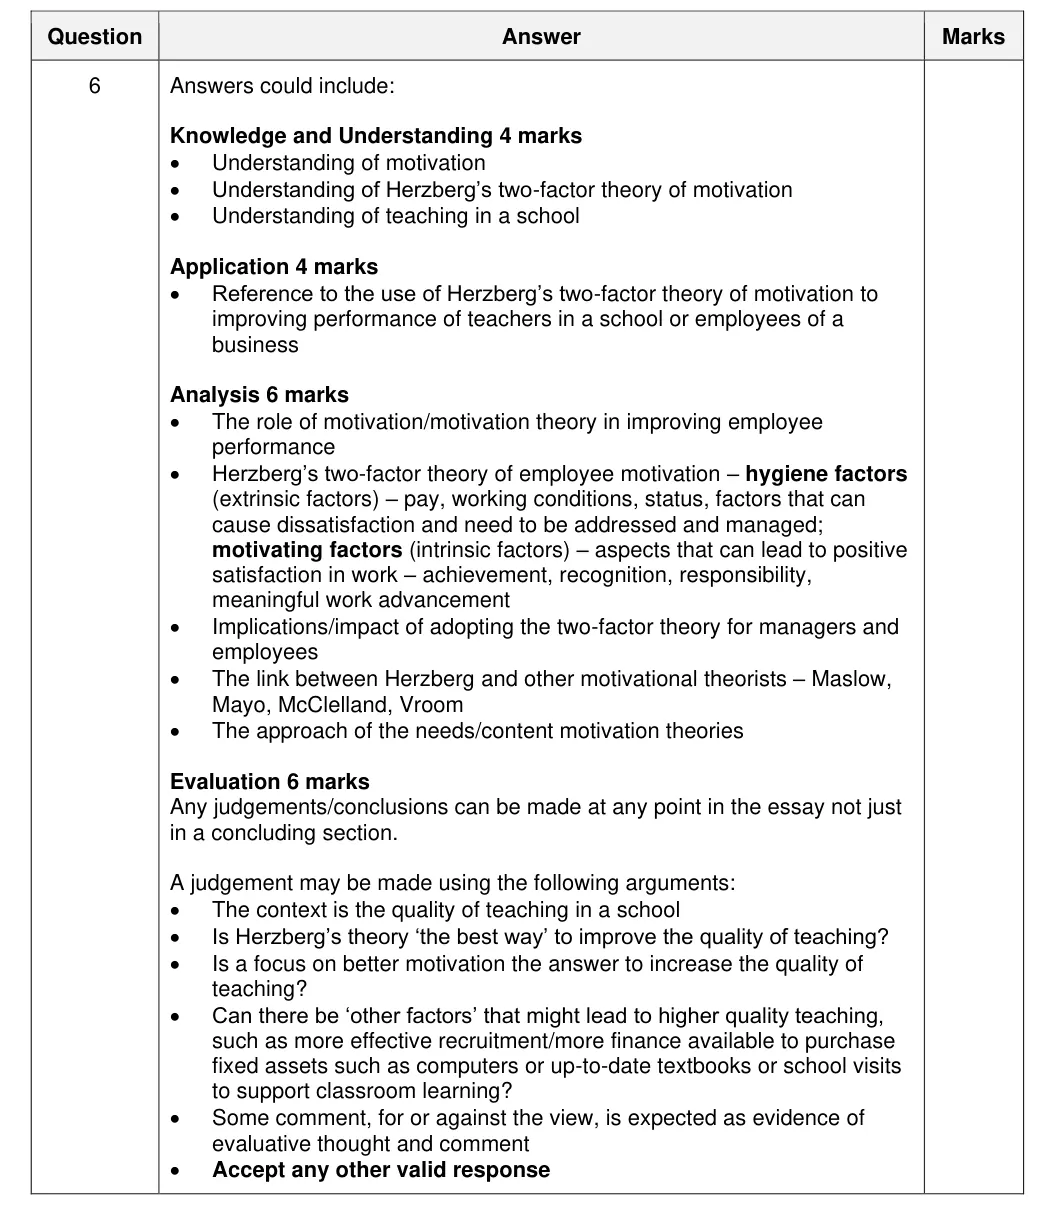 Question Answer Marks
6 Answers could include:
Knowledge and Understanding 4 marks
• Understanding of motivation
• Understanding of Herzberg’s two-factor theory of motivation
• Understanding of teaching in a school
Application 4 marks
• Reference to the use of Herzberg’s two-factor theory of motivation to
improving performance of teachers in a school or employees of a
business
Analysis 6 marks
• The role of motivation/motivation theory in improving employee
performance
• Herzberg’s two-factor theory of employee motivation – hygiene factors
(extrinsic factors) – pay, working conditions, status, factors that can
cause dissatisfaction and need to be addressed and managed;
motivating factors (intrinsic factors) – aspects that can lead to positive
satisfaction in work – achievement, recognition, responsibility,
meaningful work advancement
• Implications/impact of adopting the two-factor theory for managers and
employees
• The link between Herzberg and other motivational theorists – Maslow,
Mayo, McClelland, Vroom
• The approach of the needs/content motivation theories
Evaluation 6 marks
Any judgements/conclusions can be made at any point in the essay not just
in a concluding section.
A judgement may be made using the following arguments:
• The context is the quality of teaching in a school
• Is Herzberg’s theory ‘the best way’ to improve the quality of teaching?
• Is a focus on better motivation the answer to increase the quality of
teaching?
• Can there be ‘other factors’ that might lead to higher quality teaching,
such as more effective recruitment/more finance available to purchase
fixed assets such as computers or up-to-date textbooks or school visits
to support classroom learning?
• Some comment, for or against the view, is expected as evidence of
evaluative thought and comment
• Accept any other valid response